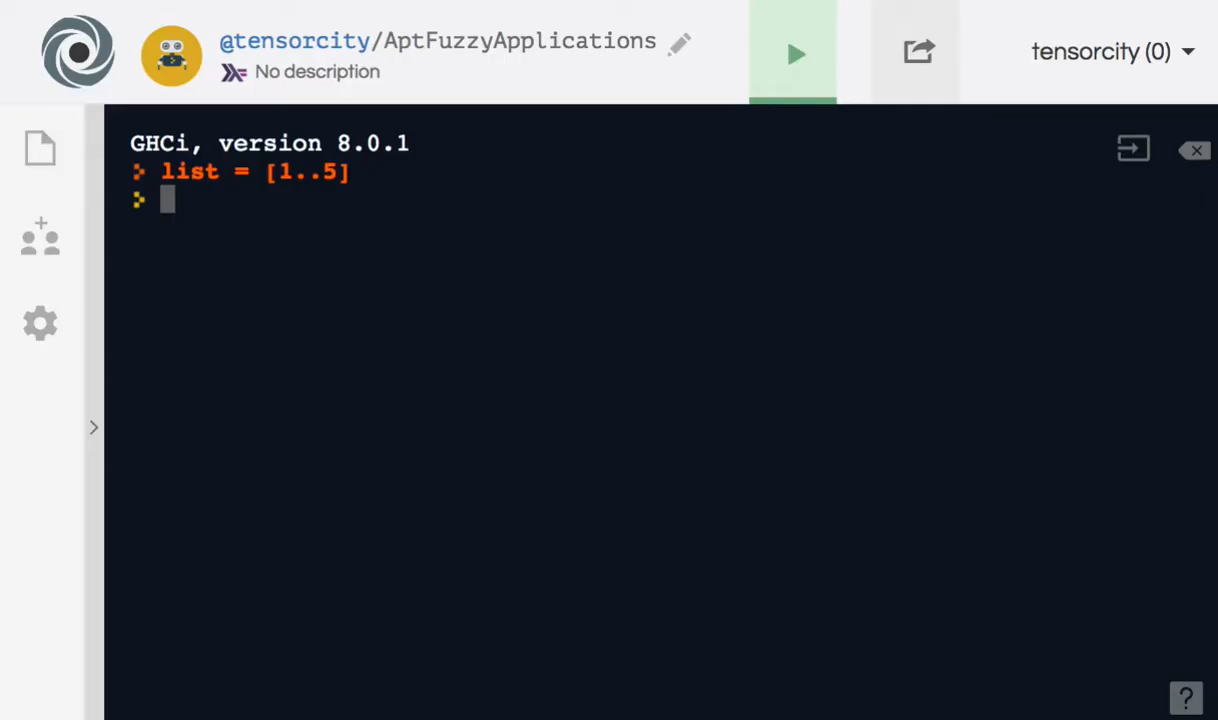 @tensorcity/AptFuzzyApplications
No description
tensorcity (0)
GHCi, version 8.0.1
list = [1..5]
?